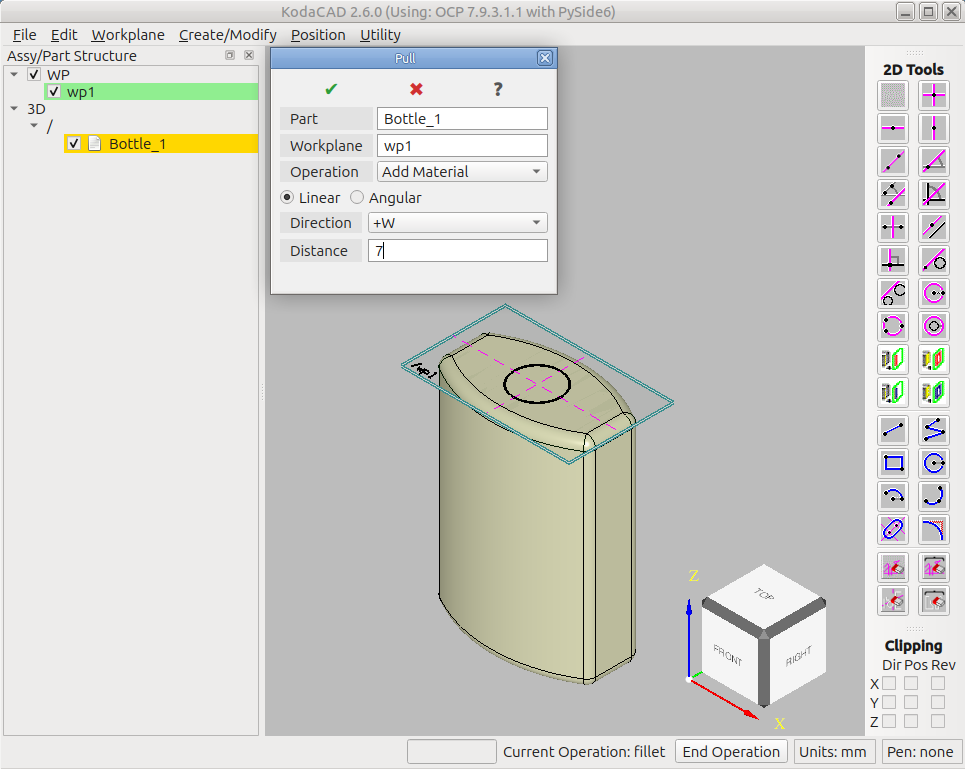 KodaCAD 2.6.0 (Using: OCP 7.9.3.1.1 with PySide6)
File Edit Workplane Create/Modify Position Utility
Assy/Part Structure
WP
wp1
3D
/
Bottle_1
Pull
?
Part Bottle_1
Workplane wp1
Operation Add Material
Linear Angular
Direction +W
Distance 7
wp1
Z
X
TOP
FRONT
RIGHT
2D Tools
Clipping
Dir Pos Rev
X
Y
Z
Current Operation: fillet End Operation Units: mm Pen: none